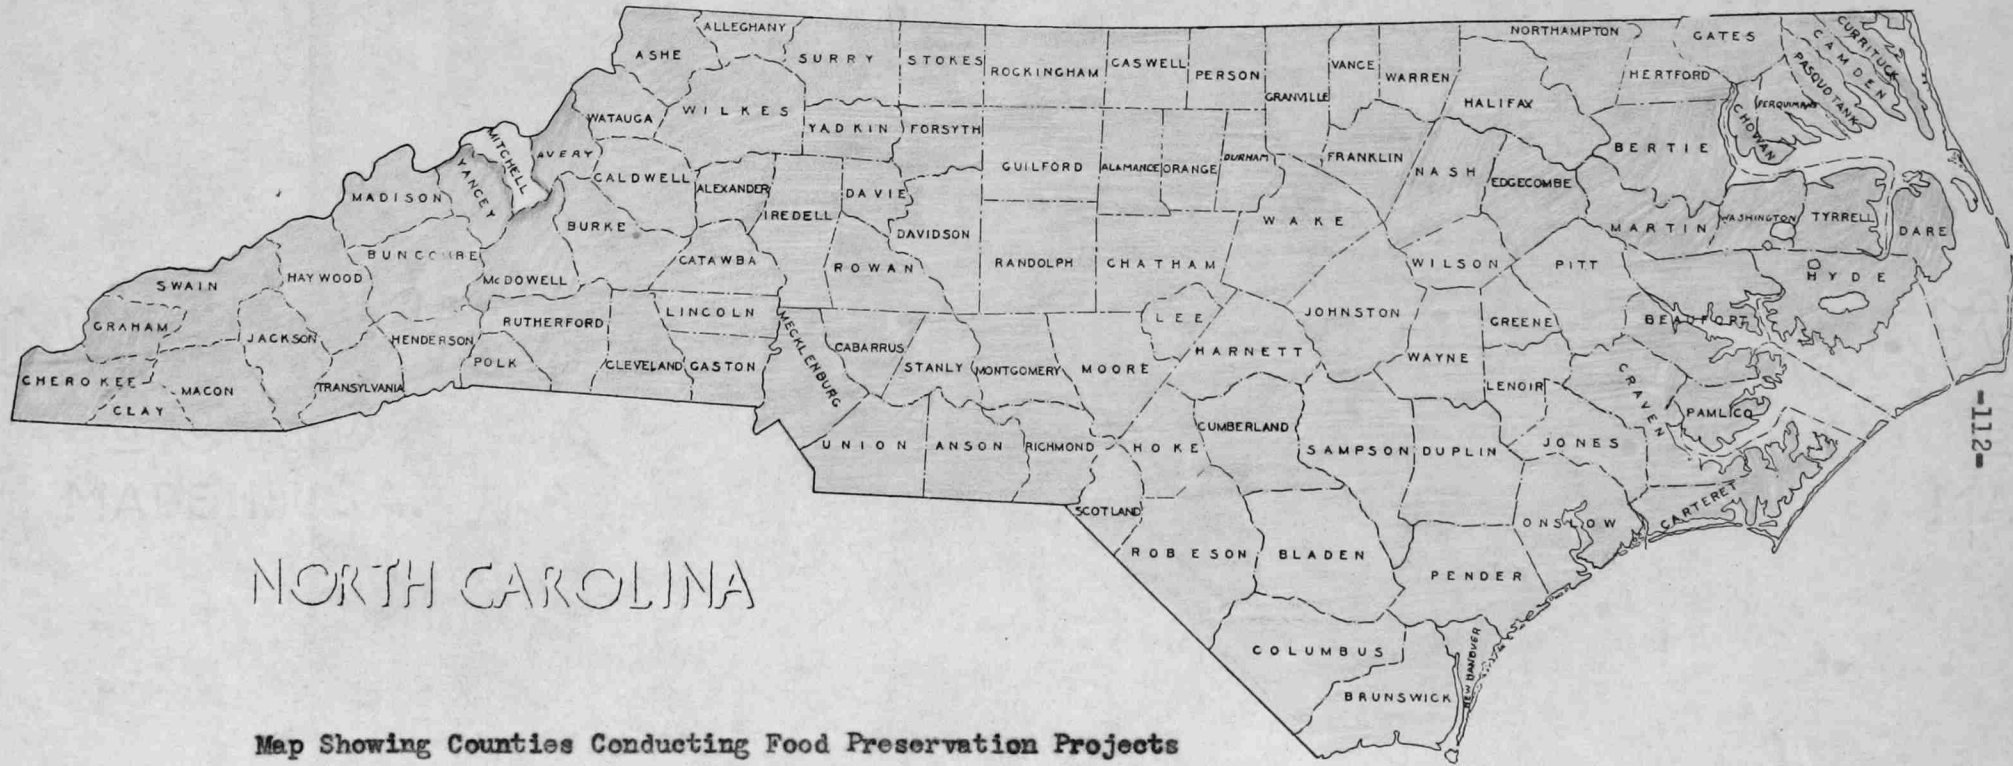 ALLEGHANY
NORTHAMPTON
GATES
CURRITUCK
CAMDEN
PASQUOTANK
PERQUIMANS
CHOWAN
ASHE
SURRY
STOKES
ROCKINGHAM
CASWELL
PERSON
GRANVILLE
VANCE
WARREN
HALIFAX
HERTFORD
WATAUGA
WILKES
YADKIN
FORSYTH
GUILFORD
ALAMANCE
ORANGE
DURHAM
FRANKLIN
NASH
EDGECOMBE
BERTIE
MITCHELL
AVERY
CALDWELL
ALEXANDER
IREDELL
DAVIE
MADISON
YANCEY
BURKE
DAVIDSON
WAKE
MARTIN
WASHINGTON
TYRRELL
DARE
BUNCOMBE
McDOWELL
CATAWBA
ROWAN
RANDOLPH
CHATHAM
WILSON
PITT
HYDE
SWAIN
HAYWOOD
RUTHERFORD
LINCOLN
MECKLENBURG
LEE
JOHNSTON
GREENE
BEAUFORT
GRAHAM
JACKSON
HENDERSON
POLK
CLEVELAND
GASTON
CABARRUS
STANLY
MONTGOMERY
MOORE
HARNETT
WAYNE
LENOIR
CRAVEN
PAMLICO
CHEROKEE
CLAY
MACON
TRANSYLVANIA
UNION
ANSON
RICHMOND
HOKE
CUMBERLAND
SAMPSON
DUPLIN
JONES
SCOTLAND
ONSLOW
CARTERET
ROBESON
BLADEN
PENDER
COLUMBUS
BRUNSWICK
NEW HANOVER
-112-
NORTH CAROLINA
Map Showing Counties Conducting Food Preservation Projects